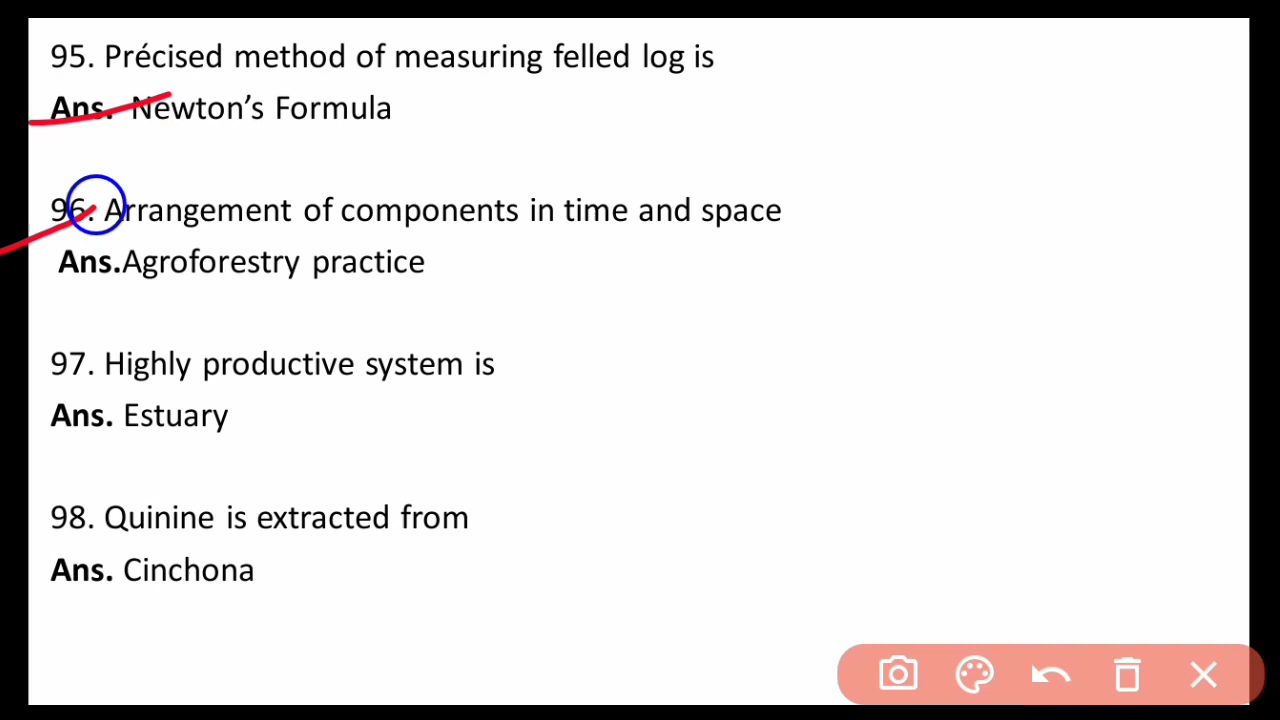 95. Précised method of measuring felled log is
Ans. Newton’s Formula
96. Arrangement of components in time and space
Ans.Agroforestry practice
97. Highly productive system is
Ans. Estuary
98. Quinine is extracted from
Ans. Cinchona